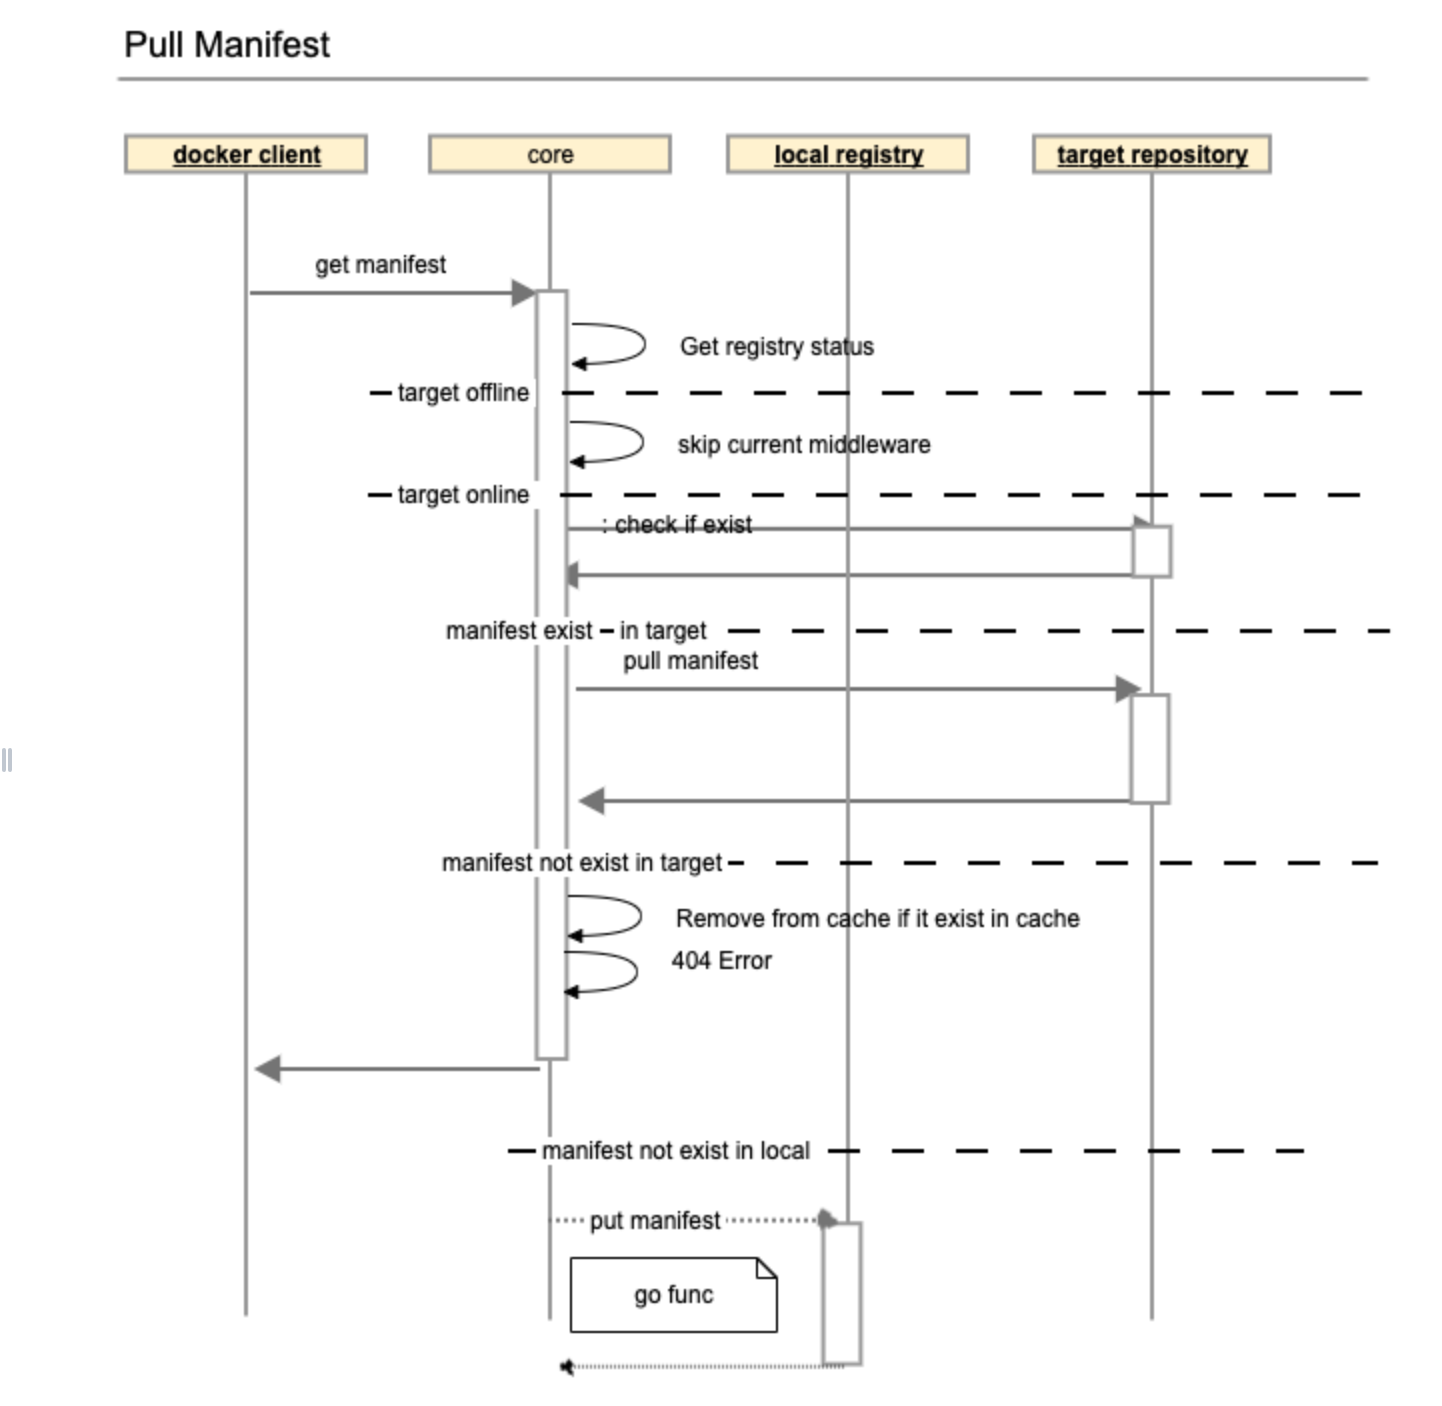 Pull Manifest
docker client
core
local registry
target repository
get manifest
Get registry status
target offline
skip current middleware
target online
: check if exist
manifest exist in target
pull manifest
manifest not exist in target
Remove from cache if it exist in cache
404 Error
manifest not exist in local
put manifest
go func